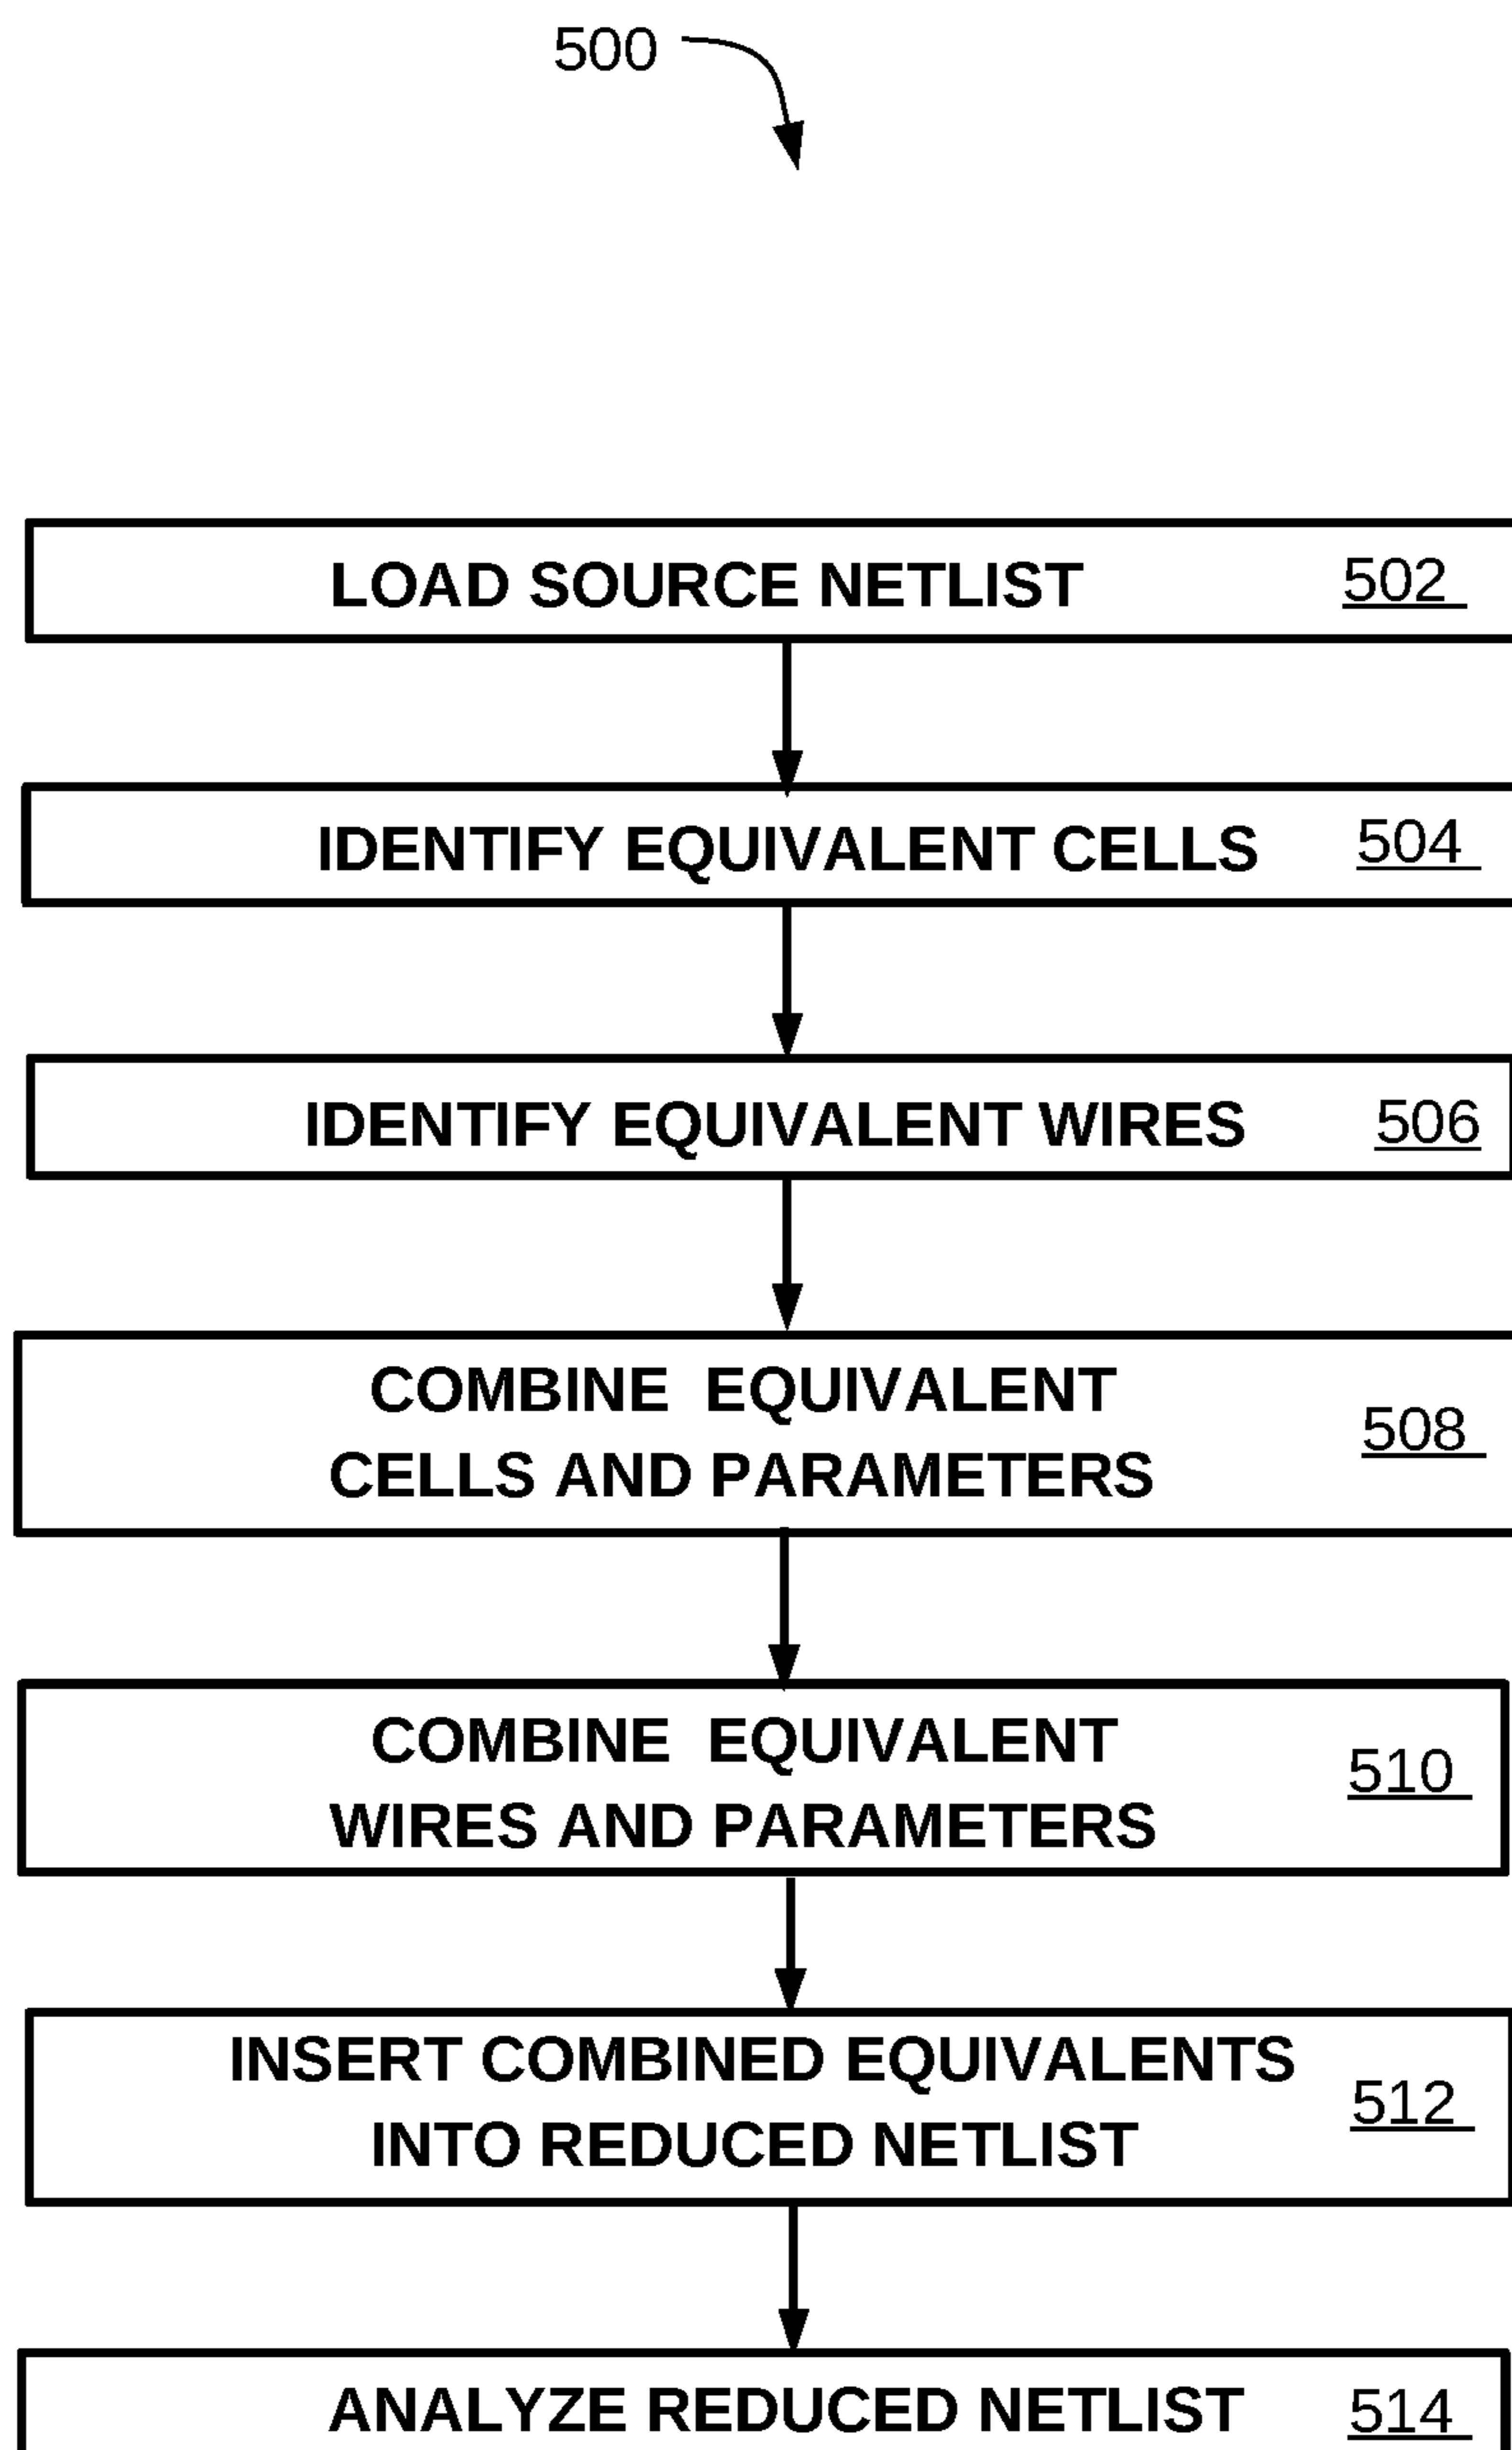 500
LOAD SOURCE NETLIST 502
IDENTIFY EQUIVALENT CELLS 504
IDENTIFY EQUIVALENT WIRES 506
COMBINE EQUIVALENT
CELLS AND PARAMETERS 508
COMBINE EQUIVALENT
WIRES AND PARAMETERS 510
INSERT COMBINED EQUIVALENTS
INTO REDUCED NETLIST 512
ANALYZE REDUCED NETLIST 514